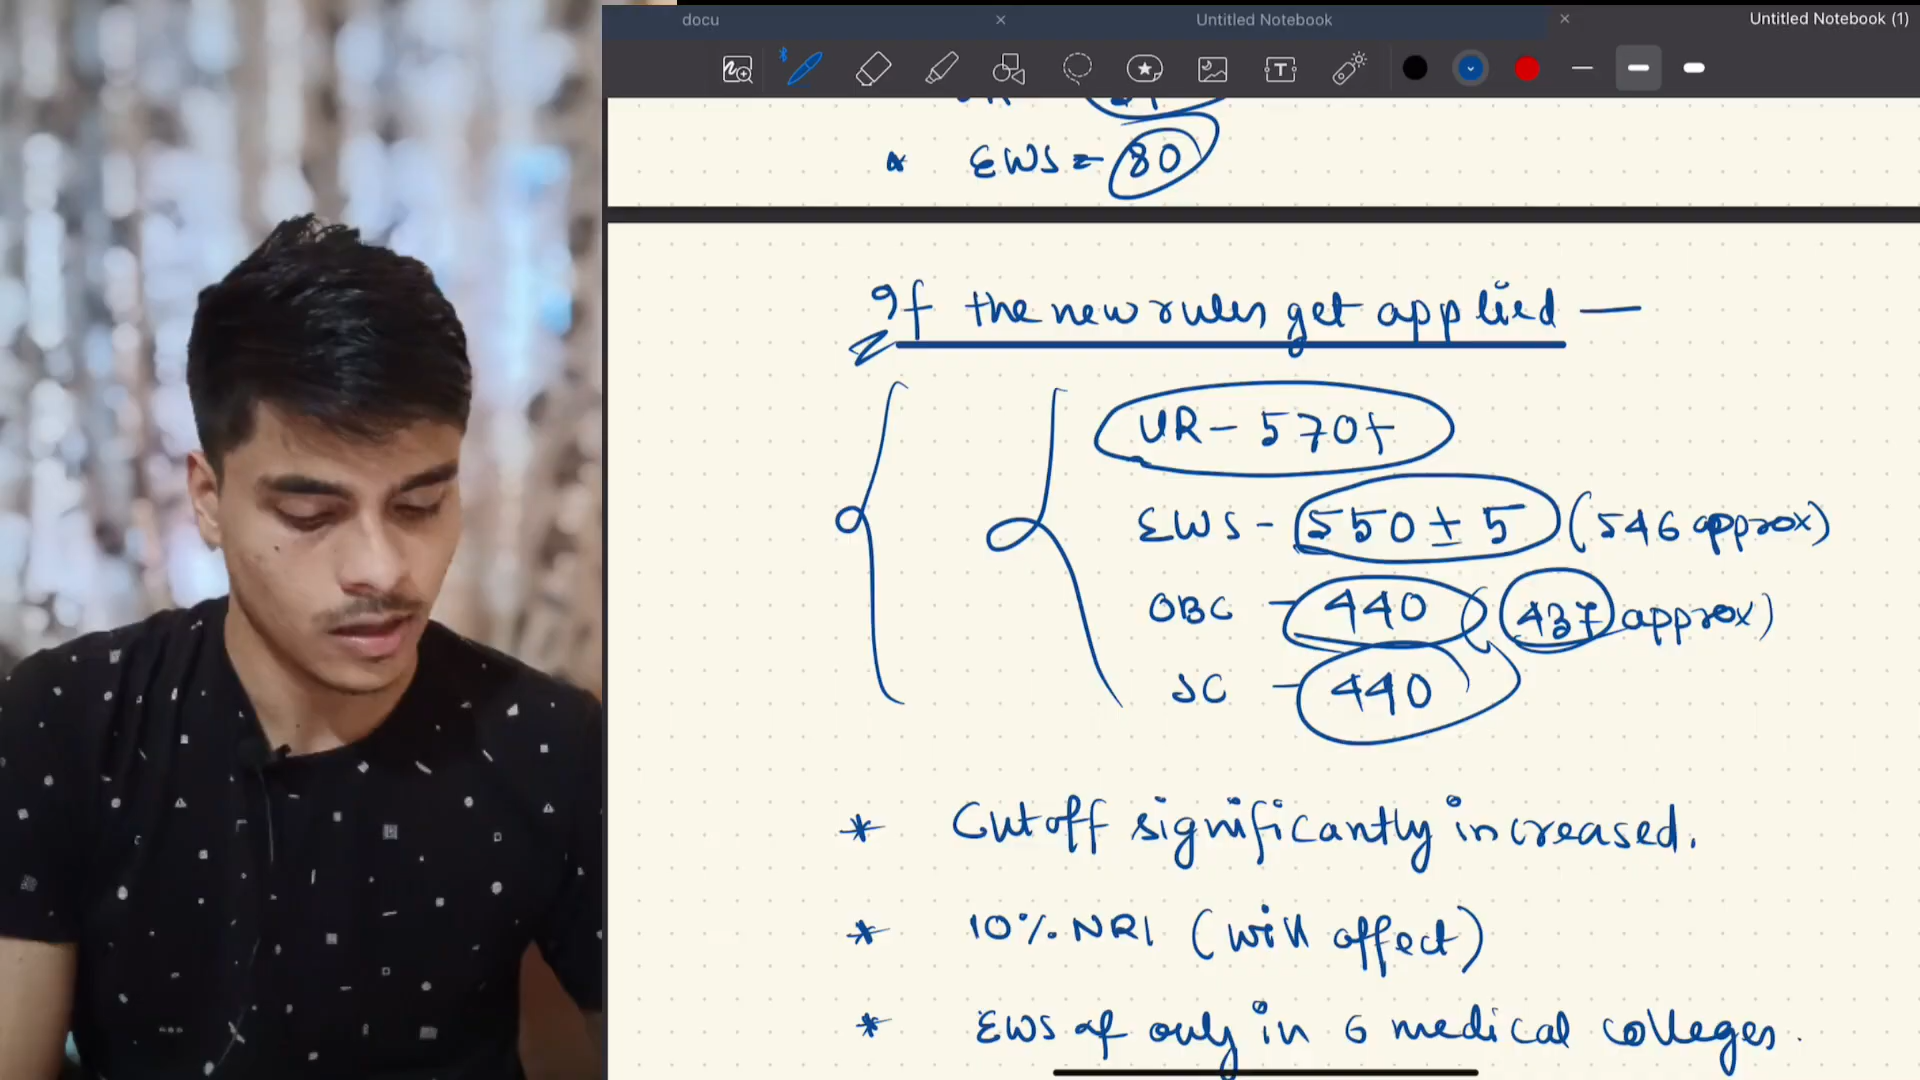 docu × Untitled Notebook × Untitled Notebook (1)
* EWS = 80
If the new rules get applied —
UR - 570+
EWS - 550 ± 5 (546 approx)
OBC - 440 (437 approx)
SC - 440
* Cutoff significantly increased.
* 10% NRI (will affect)
* EWS of only in 6 medical colleges.